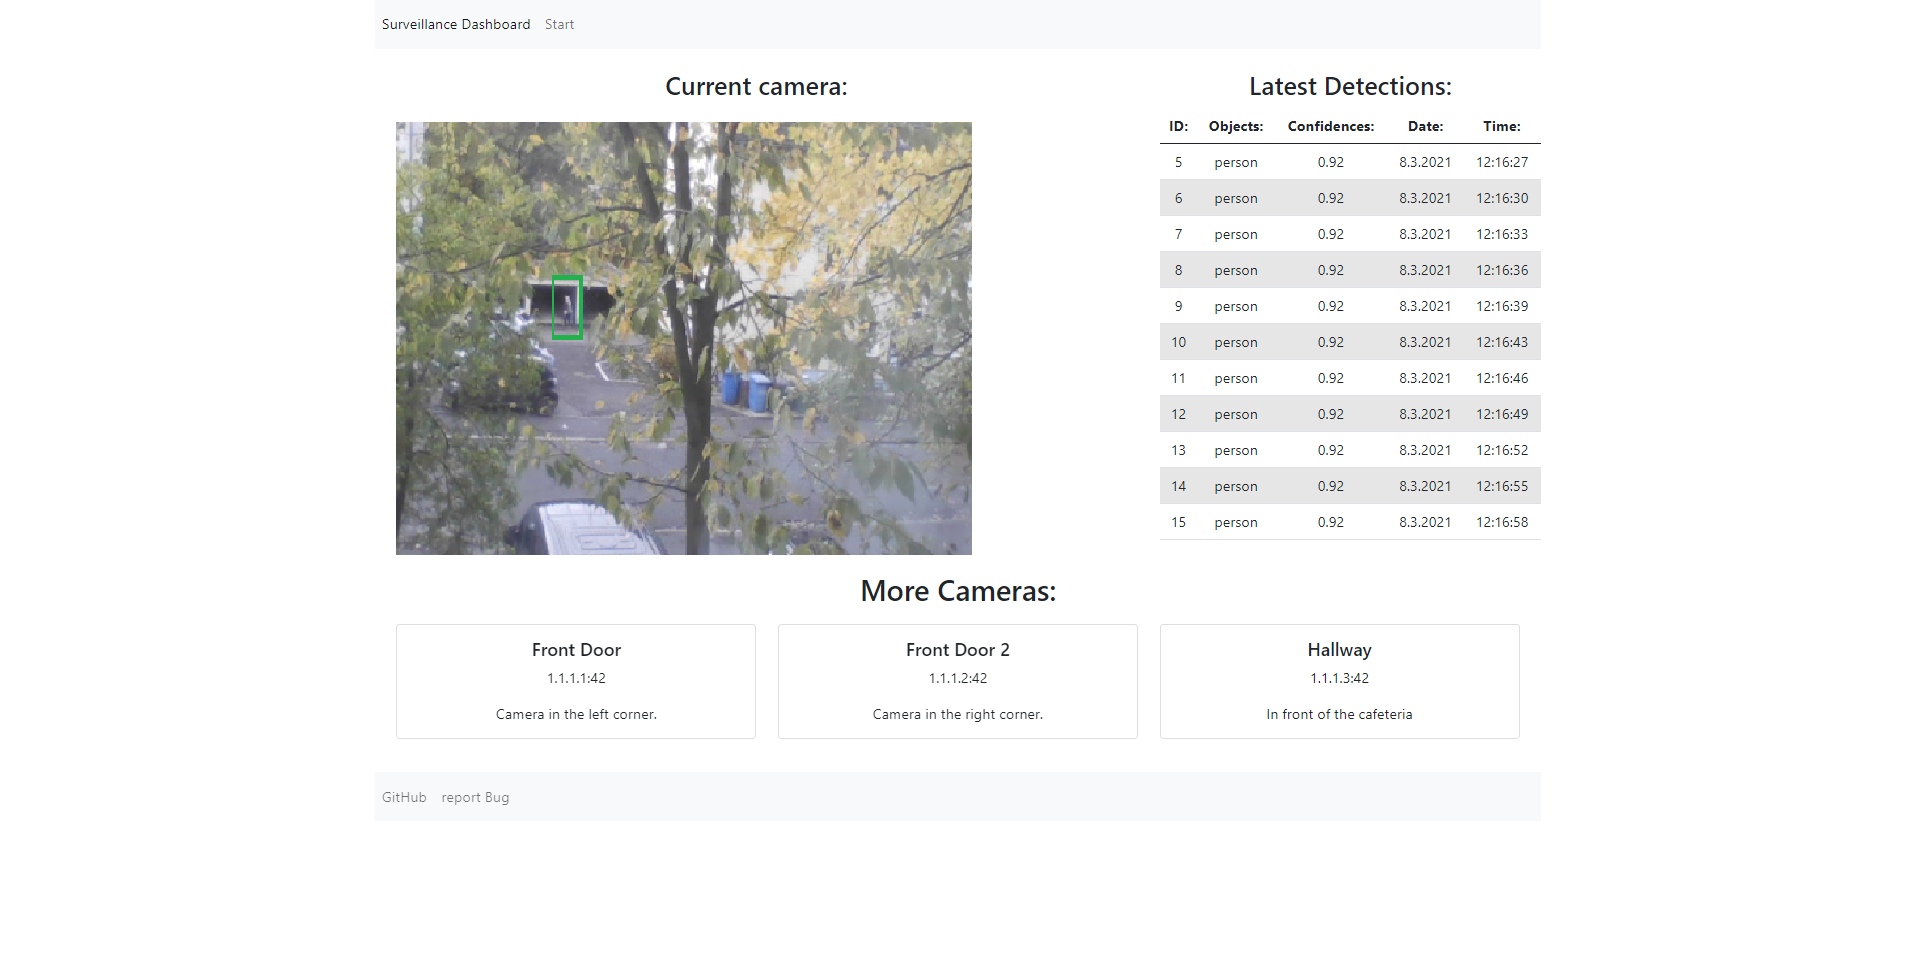 Surveillance Dashboard Start
Current camera:
Latest Detections:
ID: Objects: Confidences: Date: Time:
5 person 0.92 8.3.2021 12:16:27
6 person 0.92 8.3.2021 12:16:30
7 person 0.92 8.3.2021 12:16:33
8 person 0.92 8.3.2021 12:16:36
9 person 0.92 8.3.2021 12:16:39
10 person 0.92 8.3.2021 12:16:43
11 person 0.92 8.3.2021 12:16:46
12 person 0.92 8.3.2021 12:16:49
13 person 0.92 8.3.2021 12:16:52
14 person 0.92 8.3.2021 12:16:55
15 person 0.92 8.3.2021 12:16:58
More Cameras:
Front Door
1.1.1.1:42
Camera in the left corner.
Front Door 2
1.1.1.2:42
Camera in the right corner.
Hallway
1.1.1.3:42
In front of the cafeteria
GitHub report Bug